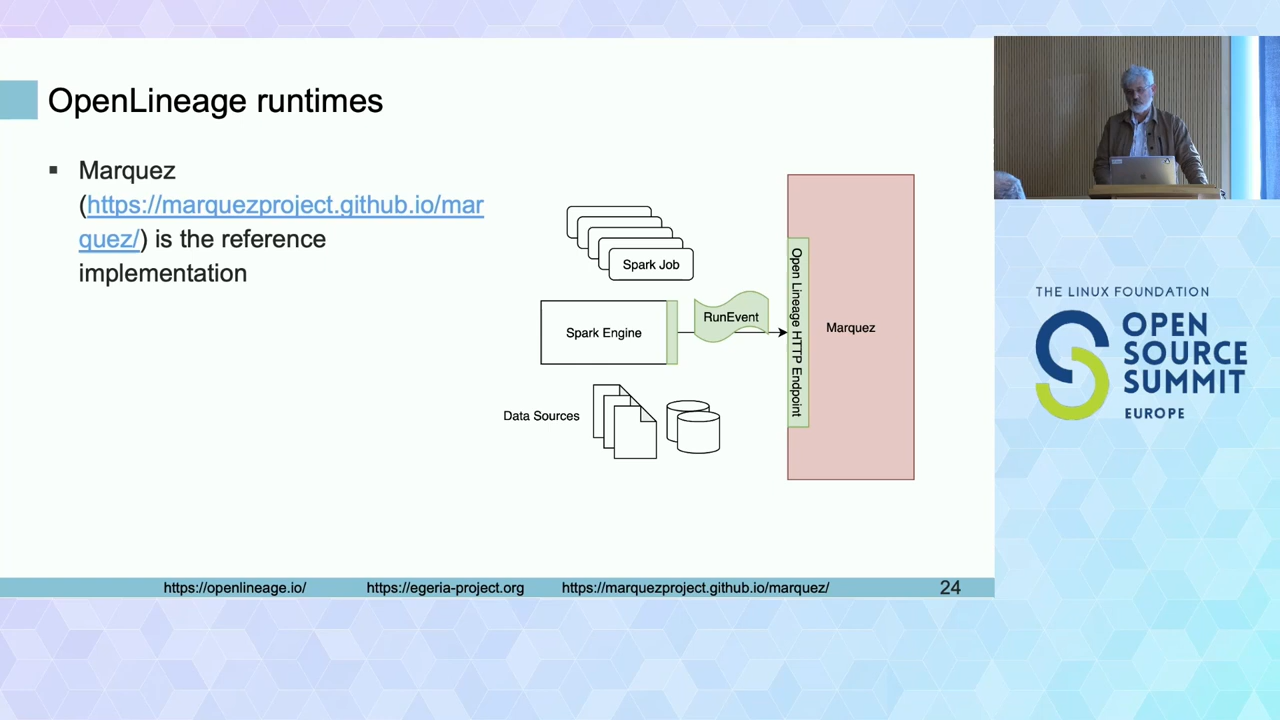 OpenLineage runtimes
▪ Marquez
(https://marquezproject.github.io/mar
quez/) is the reference
implementation
Spark Job
Spark Engine
RunEvent
Open Lineage HTTP Endpoint
Marquez
Data Sources
https://openlineage.io/ https://egeria-project.org https://marquezproject.github.io/marquez/ 24
THE LINUX FOUNDATION
OPEN
SOURCE
SUMMIT
EUROPE